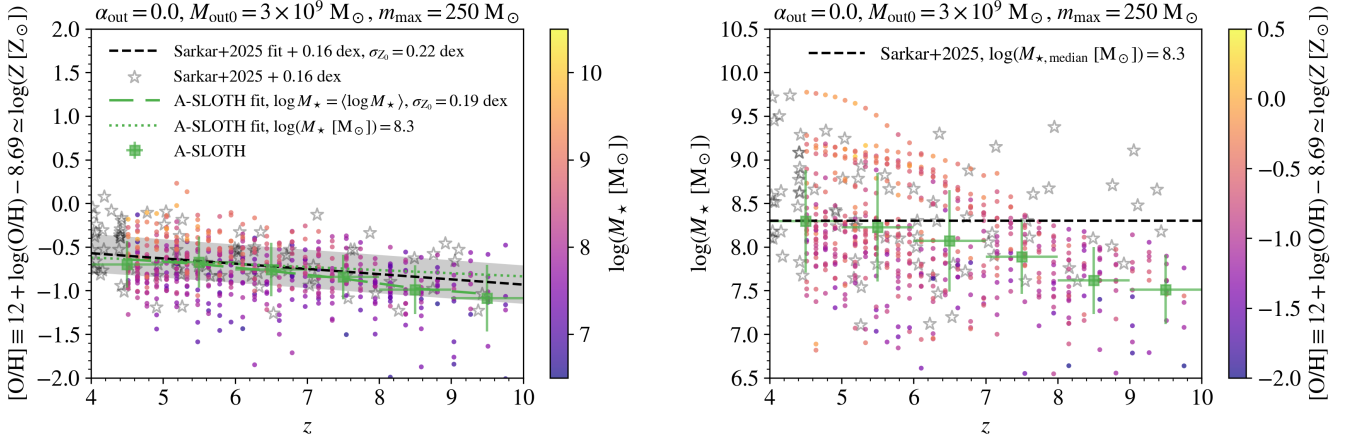 α_out = 0.0, M_out0 = 3 × 10^9 M_⊙, m_max = 250 M_⊙
[O/H] ≡ 12 + log(O/H) − 8.69 ≃ log(Z [Z_⊙])
2.0
1.5
1.0
0.5
0.0
−0.5
−1.0
−1.5
−2.0
Sarkar+2025 fit + 0.16 dex, σ_Z₀ = 0.22 dex
Sarkar+2025 + 0.16 dex
A-SLOTH fit, log M_⋆ = ⟨log M_⋆⟩, σ_Z₀ = 0.19 dex
A-SLOTH fit, log(M_⋆ [M_⊙]) = 8.3
A-SLOTH
4 5 6 7 8 9 10
z
10
9
8
7
log(M_⋆ [M_⊙])
α_out = 0.0, M_out0 = 3 × 10^9 M_⊙, m_max = 250 M_⊙
log(M_⋆ [M_⊙])
10.5
10.0
9.5
9.0
8.5
8.0
7.5
7.0
6.5
Sarkar+2025, log(M_⋆,median [M_⊙]) = 8.3
4 5 6 7 8 9 10
z
0.5
0.0
−0.5
−1.0
−1.5
−2.0
[O/H] ≡ 12 + log(O/H) − 8.69 ≃ log(Z [Z_⊙])